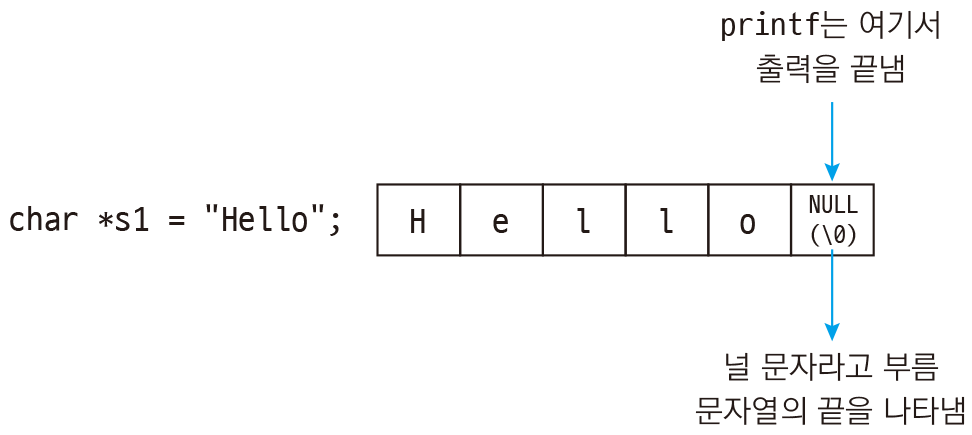 printf는 여기서
출력을 끝냄
char *s1 = "Hello";
H e l l o NULL
(\0)
널 문자라고 부름
문자열의 끝을 나타냄